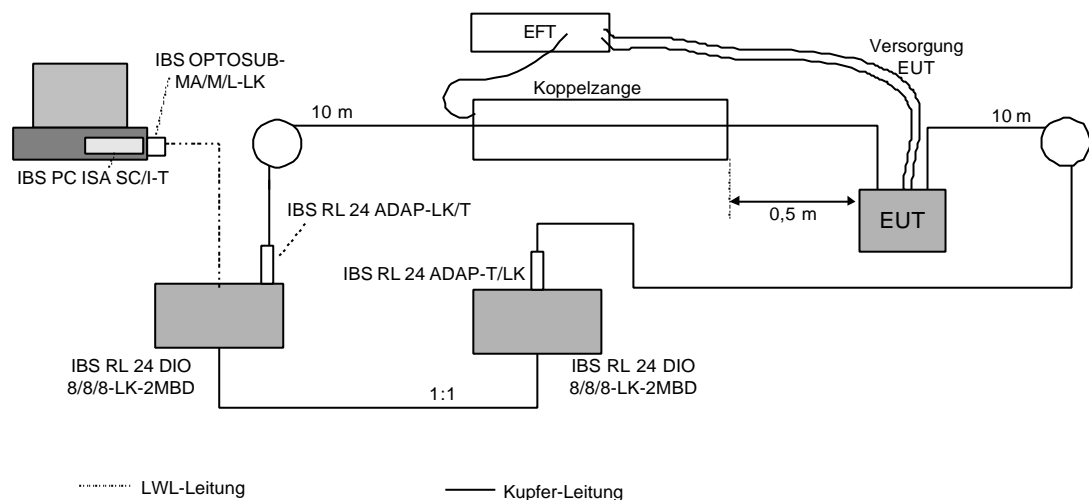 EFT
Versorgung
EUT
IBS OPTOSUB-
MA/M/L-LK
Koppelzange
10 m
10 m
IBS PC ISA SC/I-T
0,5 m
EUT
IBS RL 24 ADAP-LK/T
IBS RL 24 ADAP-T/LK
IBS RL 24 DIO
8/8/8-LK-2MBD
IBS RL 24 DIO
8/8/8-LK-2MBD
1:1
LWL-Leitung
Kupfer-Leitung